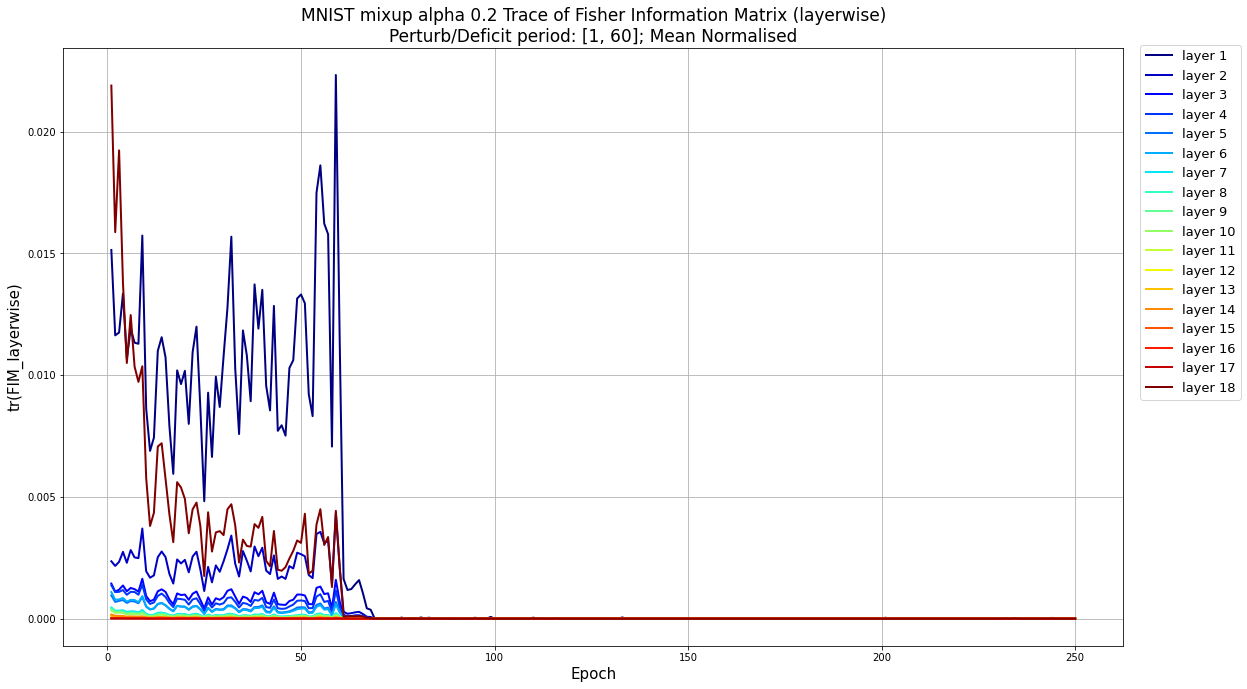 MNIST mixup alpha 0.2 Trace of Fisher Information Matrix (layerwise)
Perturb/Deficit period: [1, 60]; Mean Normalised
tr(FIM_layerwise)
0.020
0.015
0.010
0.005
0.000
0
50
100
150
200
250
Epoch
layer 1
layer 2
layer 3
layer 4
layer 5
layer 6
layer 7
layer 8
layer 9
layer 10
layer 11
layer 12
layer 13
layer 14
layer 15
layer 16
layer 17
layer 18